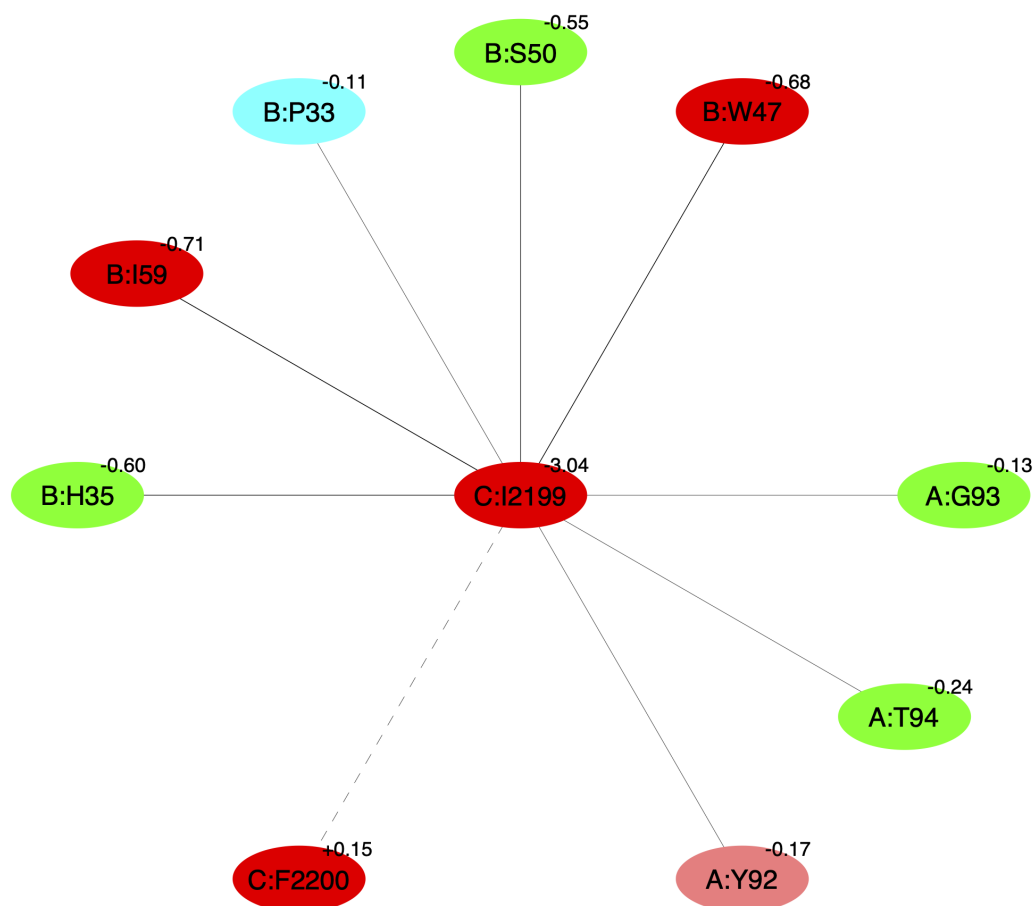 -0.55
B:S50
-0.11
B:P33
-0.68
B:W47
-0.71
B:I59
-0.60
B:H35
-3.04
C:I2199
-0.13
A:G93
-0.24
A:T94
+0.15
C:F2200
-0.17
A:Y92